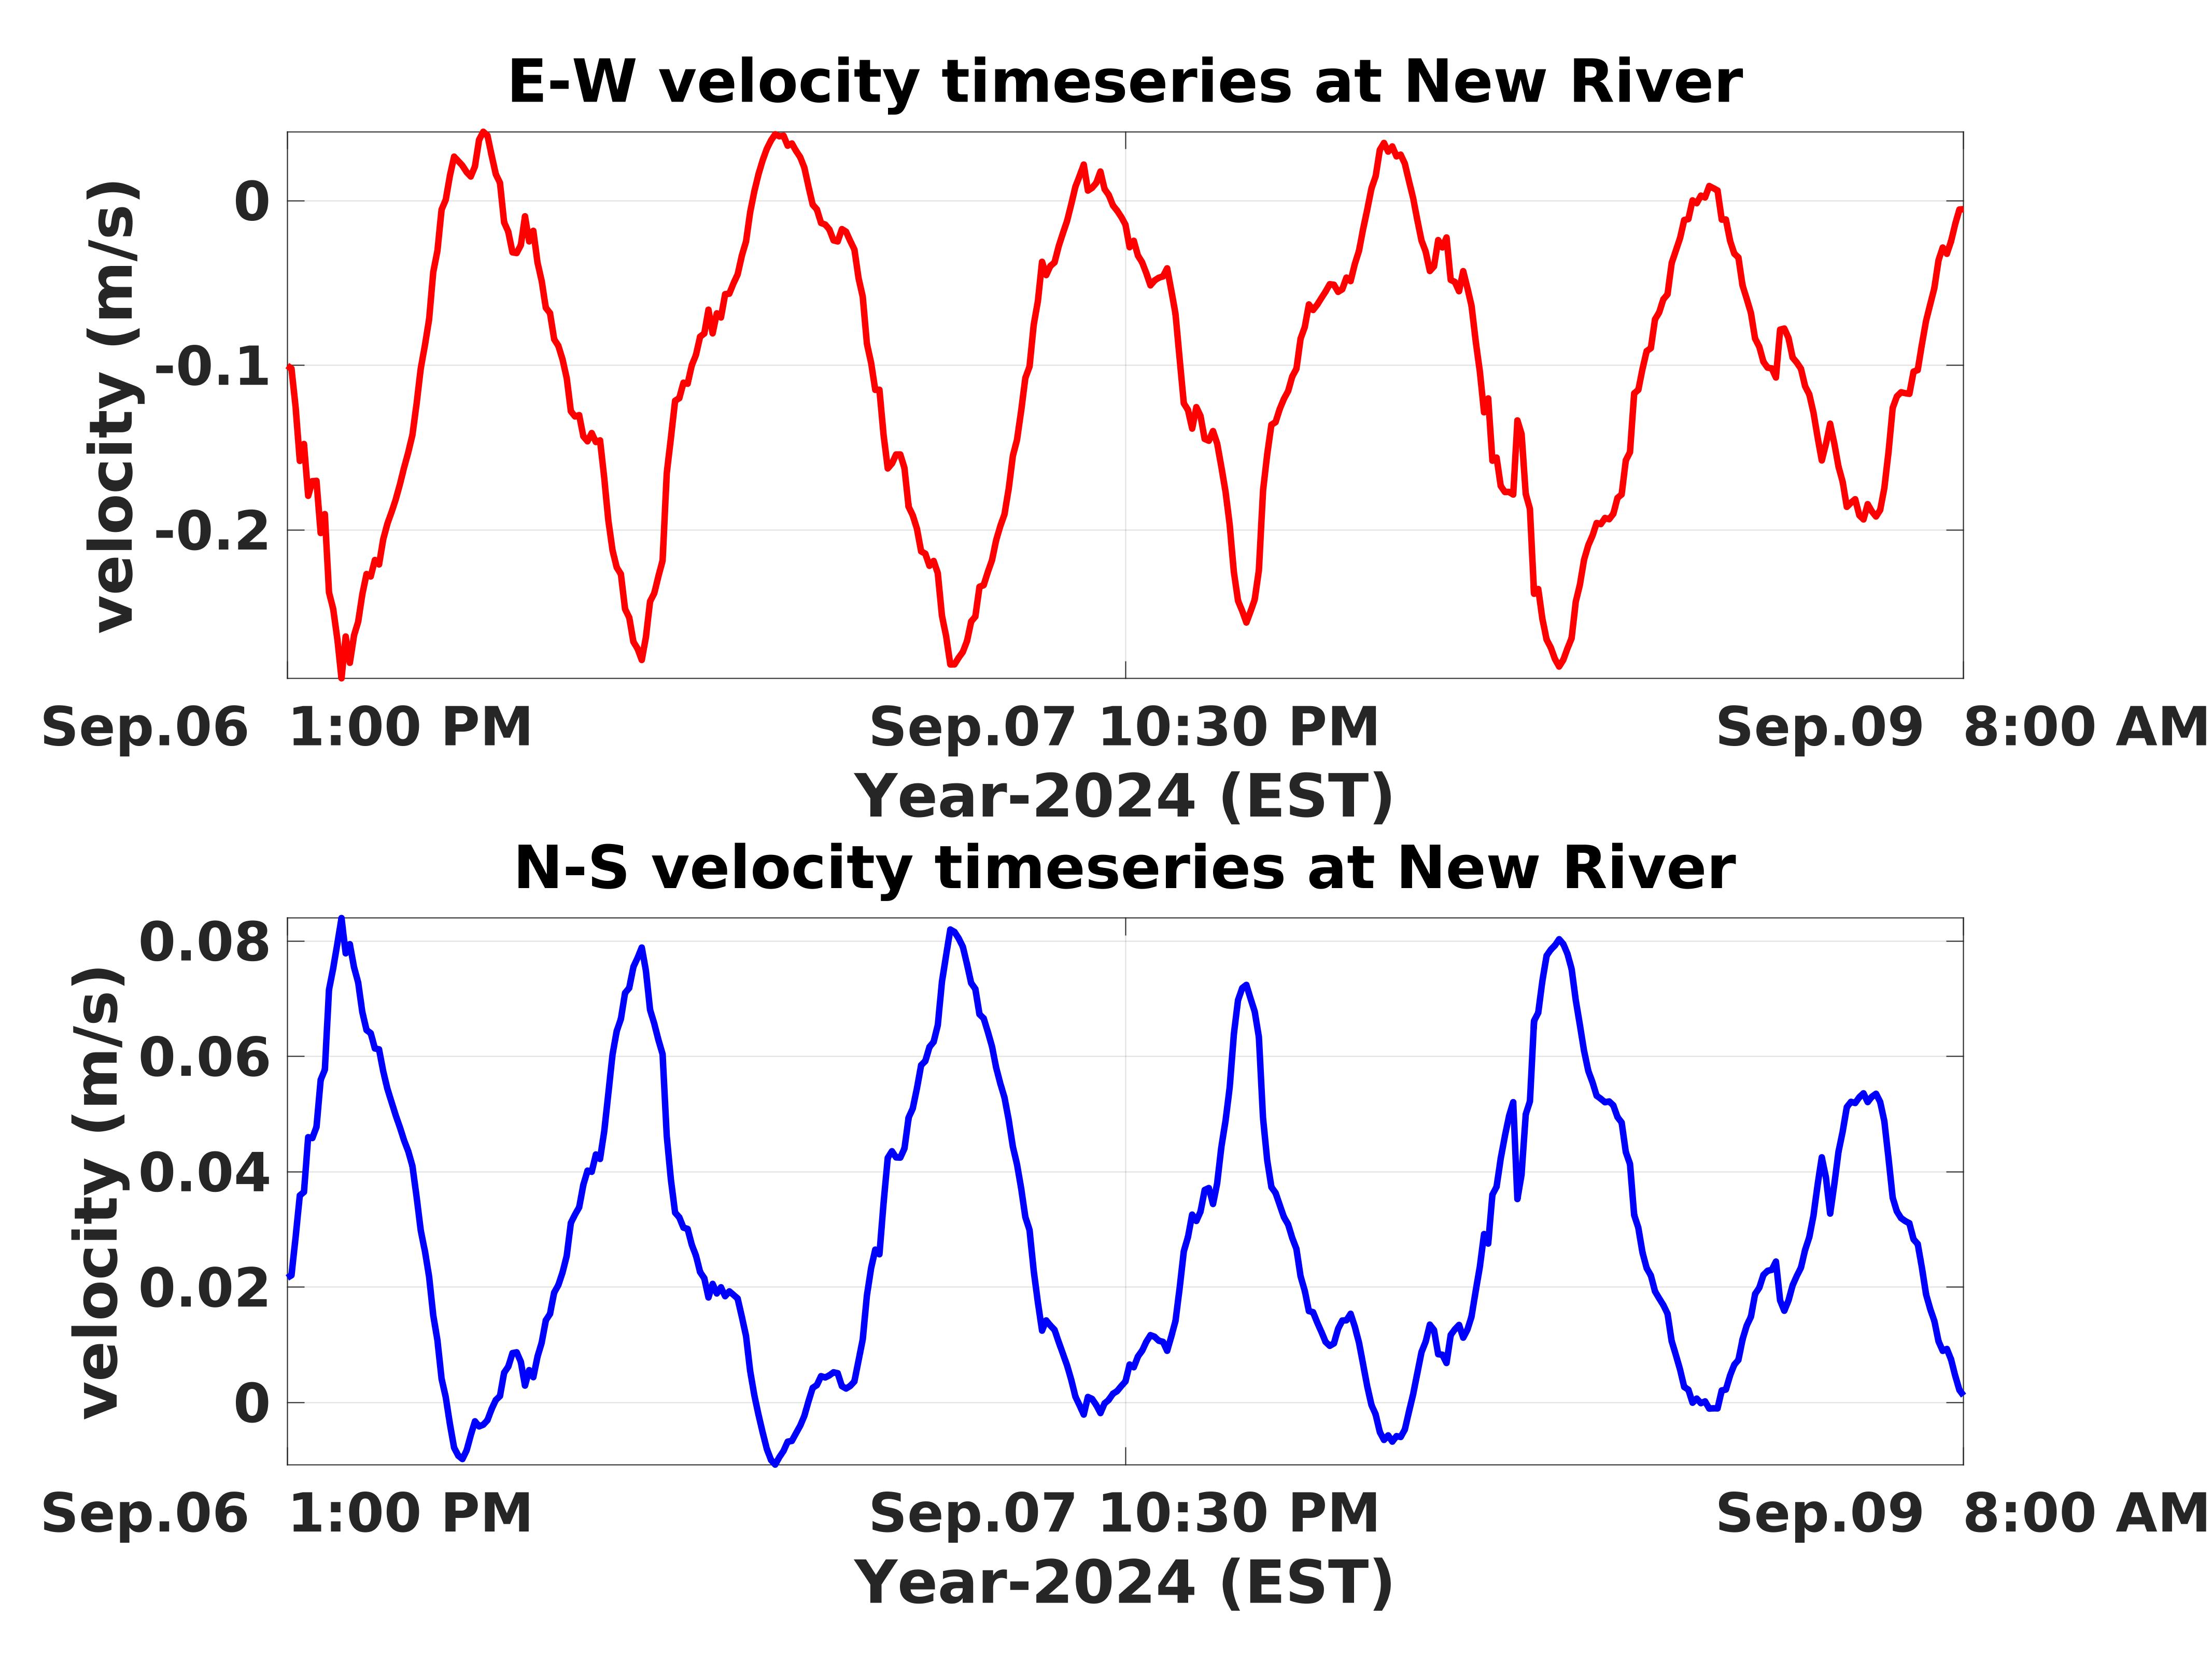 E-W velocity timeseries at New River
velocity (m/s)
0
-0.1
-0.2
Sep.06 1:00 PM
Sep.07 10:30 PM
Sep.09 8:00 AM
Year-2024 (EST)
N-S velocity timeseries at New River
velocity (m/s)
0.08
0.06
0.04
0.02
0
Sep.06 1:00 PM
Sep.07 10:30 PM
Sep.09 8:00 AM
Year-2024 (EST)